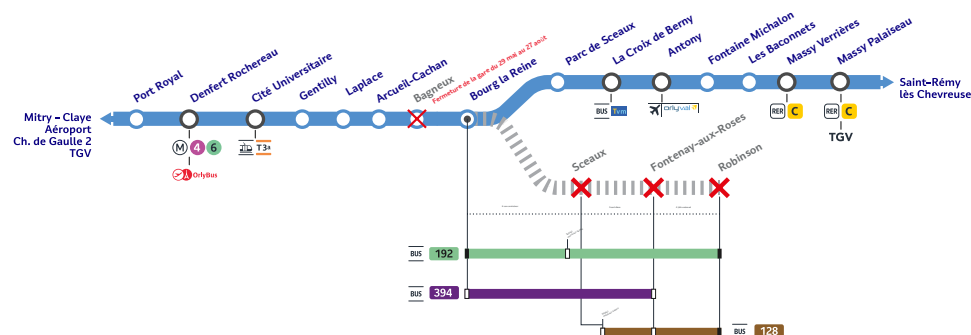 Port Royal
Denfert Rochereau
Cité Universitaire
Gentilly
Laplace
Arcueil-Cachan
Bagneux
Fermeture de la gare du 29 mai au 27 août
Bourg la Reine
Parc de Sceaux
La Croix de Berny
Antony
Fontaine Michalon
Les Baconnets
Massy Verrières
Massy Palaiseau
Mitry - Claye
Aéroport
Ch. de Gaulle 2
TGV
Saint-Rémy
lès Chevreuse
M 4 6
OrlyBus
T 3a
BUS Tvm
orlyval
RER C
RER C
TGV
Sceaux
Fontenay-aux-Roses
Robinson
BUS 192
BUS 394
BUS 128